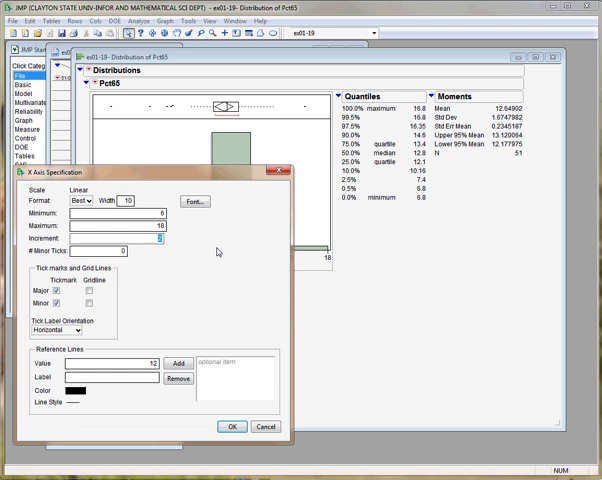 JMP (CLAYTON STATE UNIV-INFOR AND MATHEMATICAL SCI DEPT) - [ex01-19- Distribution of Pct65
File Edit Tables Rows Cols DOE Analyze Graph Tools View Window Help
ex01-19
JMP Start
ex01-19- Distribution of Pct65
Click Categ
File
Basic
Model
Multivariate
Reliability
Graph
Measure
Control
DOE
Tables
51/0
Distributions
Pct65
18
Quantiles
100.0% maximum 16.8
99.5% 16.8
97.5% 16.35
90.0% 14.6
75.0% quartile 13.4
50.0% median 12.8
25.0% quartile 12.1
10.0% 10.16
2.5% 7.4
0.5% 6.8
0.0% minimum 6.8
Moments
Mean 12.64902
Std Dev 1.6747982
Std Err Mean 0.2345187
Upper 95% Mean 13.120064
Lower 95% Mean 12.177975
N 51
X Axis Specification
Scale Linear
Format: Best Width 10
Font...
Minimum: 6
Maximum: 18
Increment: 2
# Minor Ticks: 0
Tick marks and Grid Lines
Tickmark Gridline
Major
Minor
Tick Label Orientation
Horizontal
Reference Lines
Value 12
Add
optional item
Label
Remove
Color
Line Style
OK
Cancel
NUM